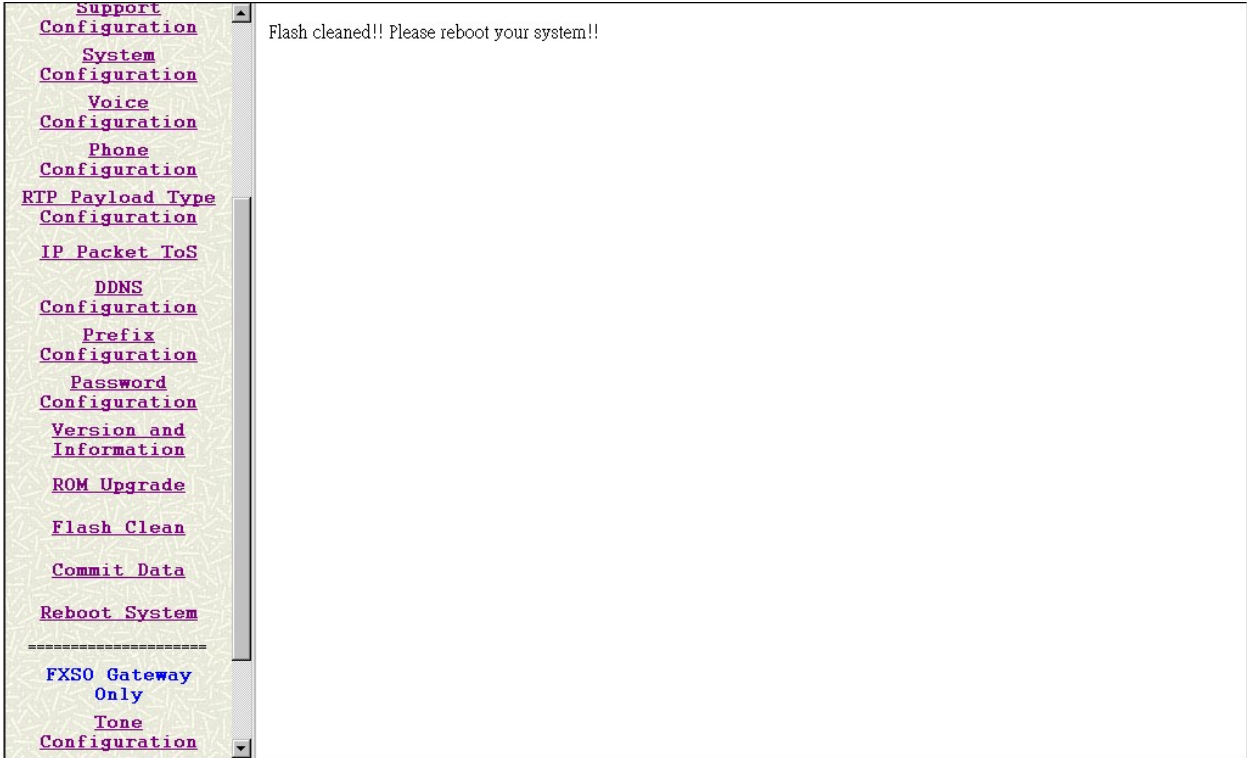 Support
Configuration
System
Configuration
Voice
Configuration
Phone
Configuration
RTP Payload Type
Configuration
IP Packet ToS
DDNS
Configuration
Prefix
Configuration
Password
Configuration
Version and
Information
ROM Upgrade
Flash Clean
Commit Data
Reboot System
=====================
FXSO Gateway
Only
Tone
Configuration
Flash cleaned!! Please reboot your system!!